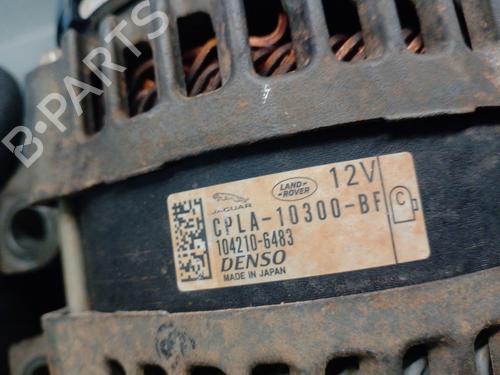 B-PARTS
JAGUAR
LAND ROVER
12V
CPLA-10300-BF
C
104210-6483
DENSO
MADE IN JAPAN